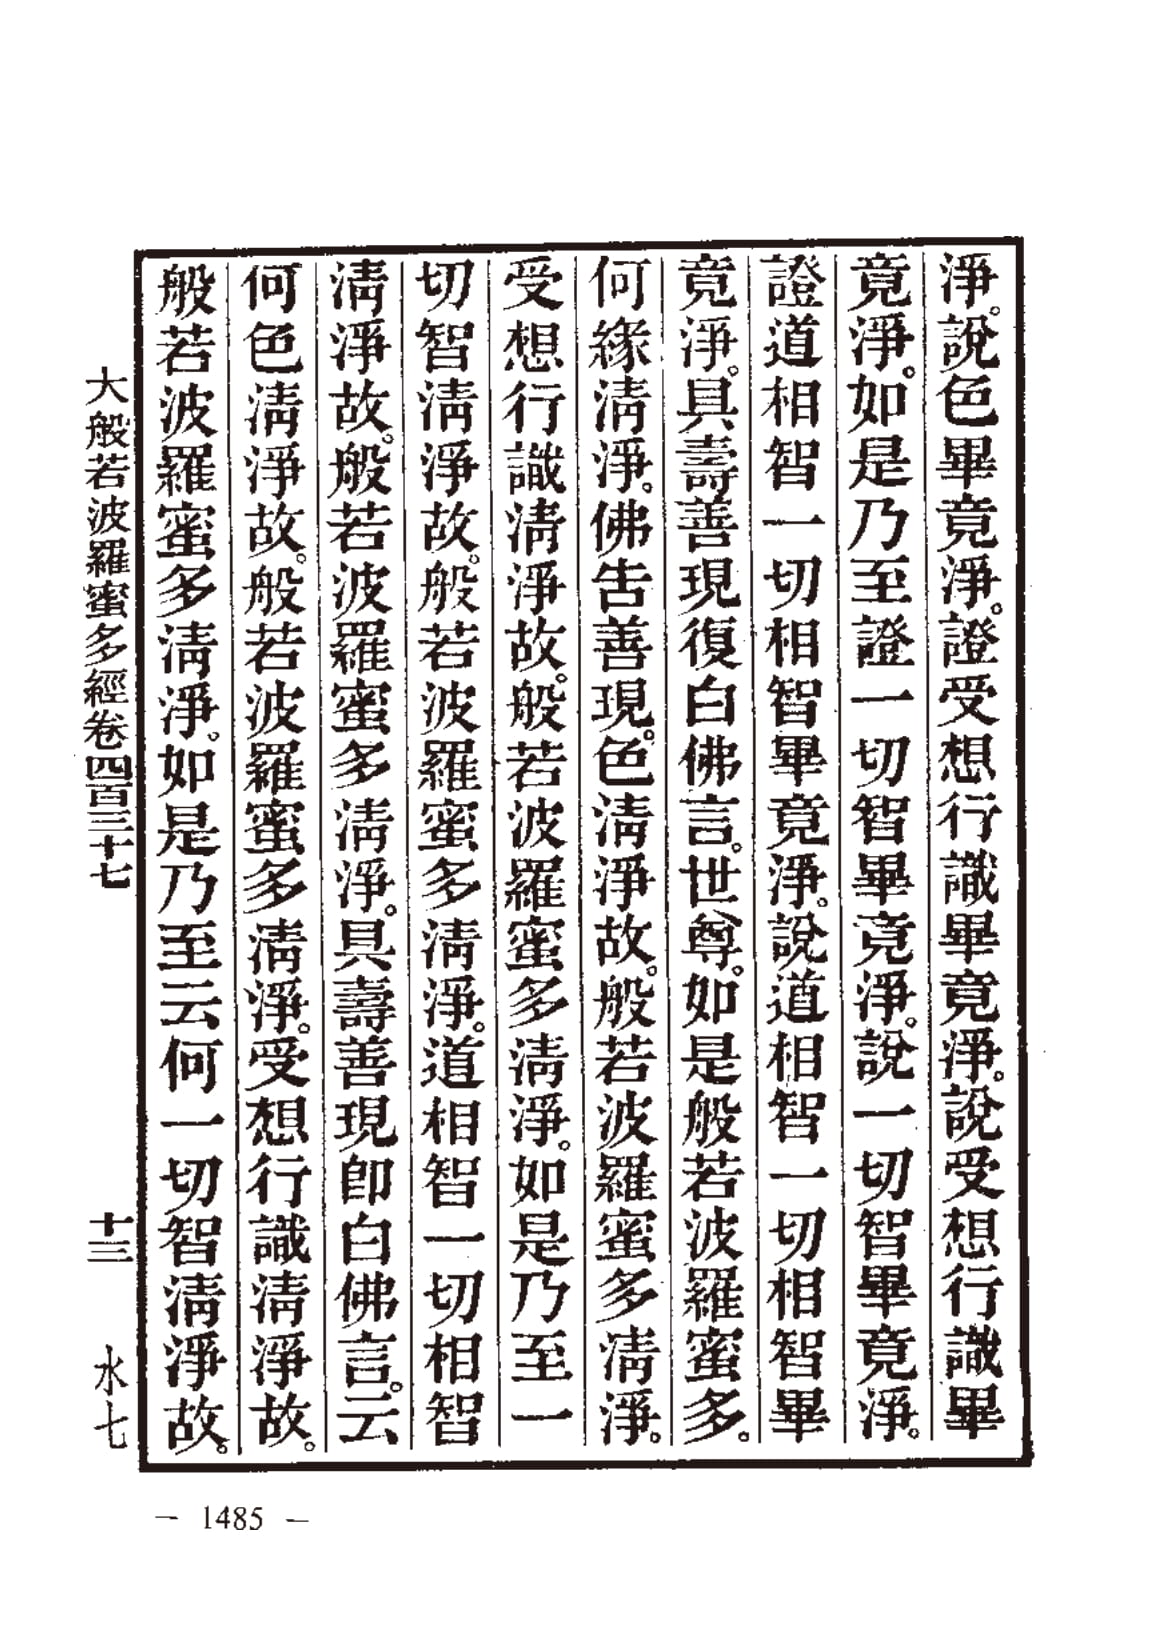 淨。說色畢竟淨。證受想行識畢竟淨。說受想行識畢
竟淨。如是乃至證一切智畢竟淨。說一切智畢竟淨。
證道相智一切相智畢竟淨。說道相智一切相智畢
竟淨。具壽善現復白佛言。世尊。如是般若波羅蜜多。
何緣清淨。佛告善現。色清淨故。般若波羅蜜多清淨。
受想行識清淨故。般若波羅蜜多清淨。如是乃至一
切智清淨故。般若波羅蜜多清淨。道相智一切相智
清淨故。般若波羅蜜多清淨。具壽善現卽白佛言。云
何色清淨故。般若波羅蜜多清淨。受想行識清淨故。
般若波羅蜜多清淨。如是乃至云何一切智清淨故。
大般若波羅蜜多經卷四百三十七 十三 水七
— 1485 —